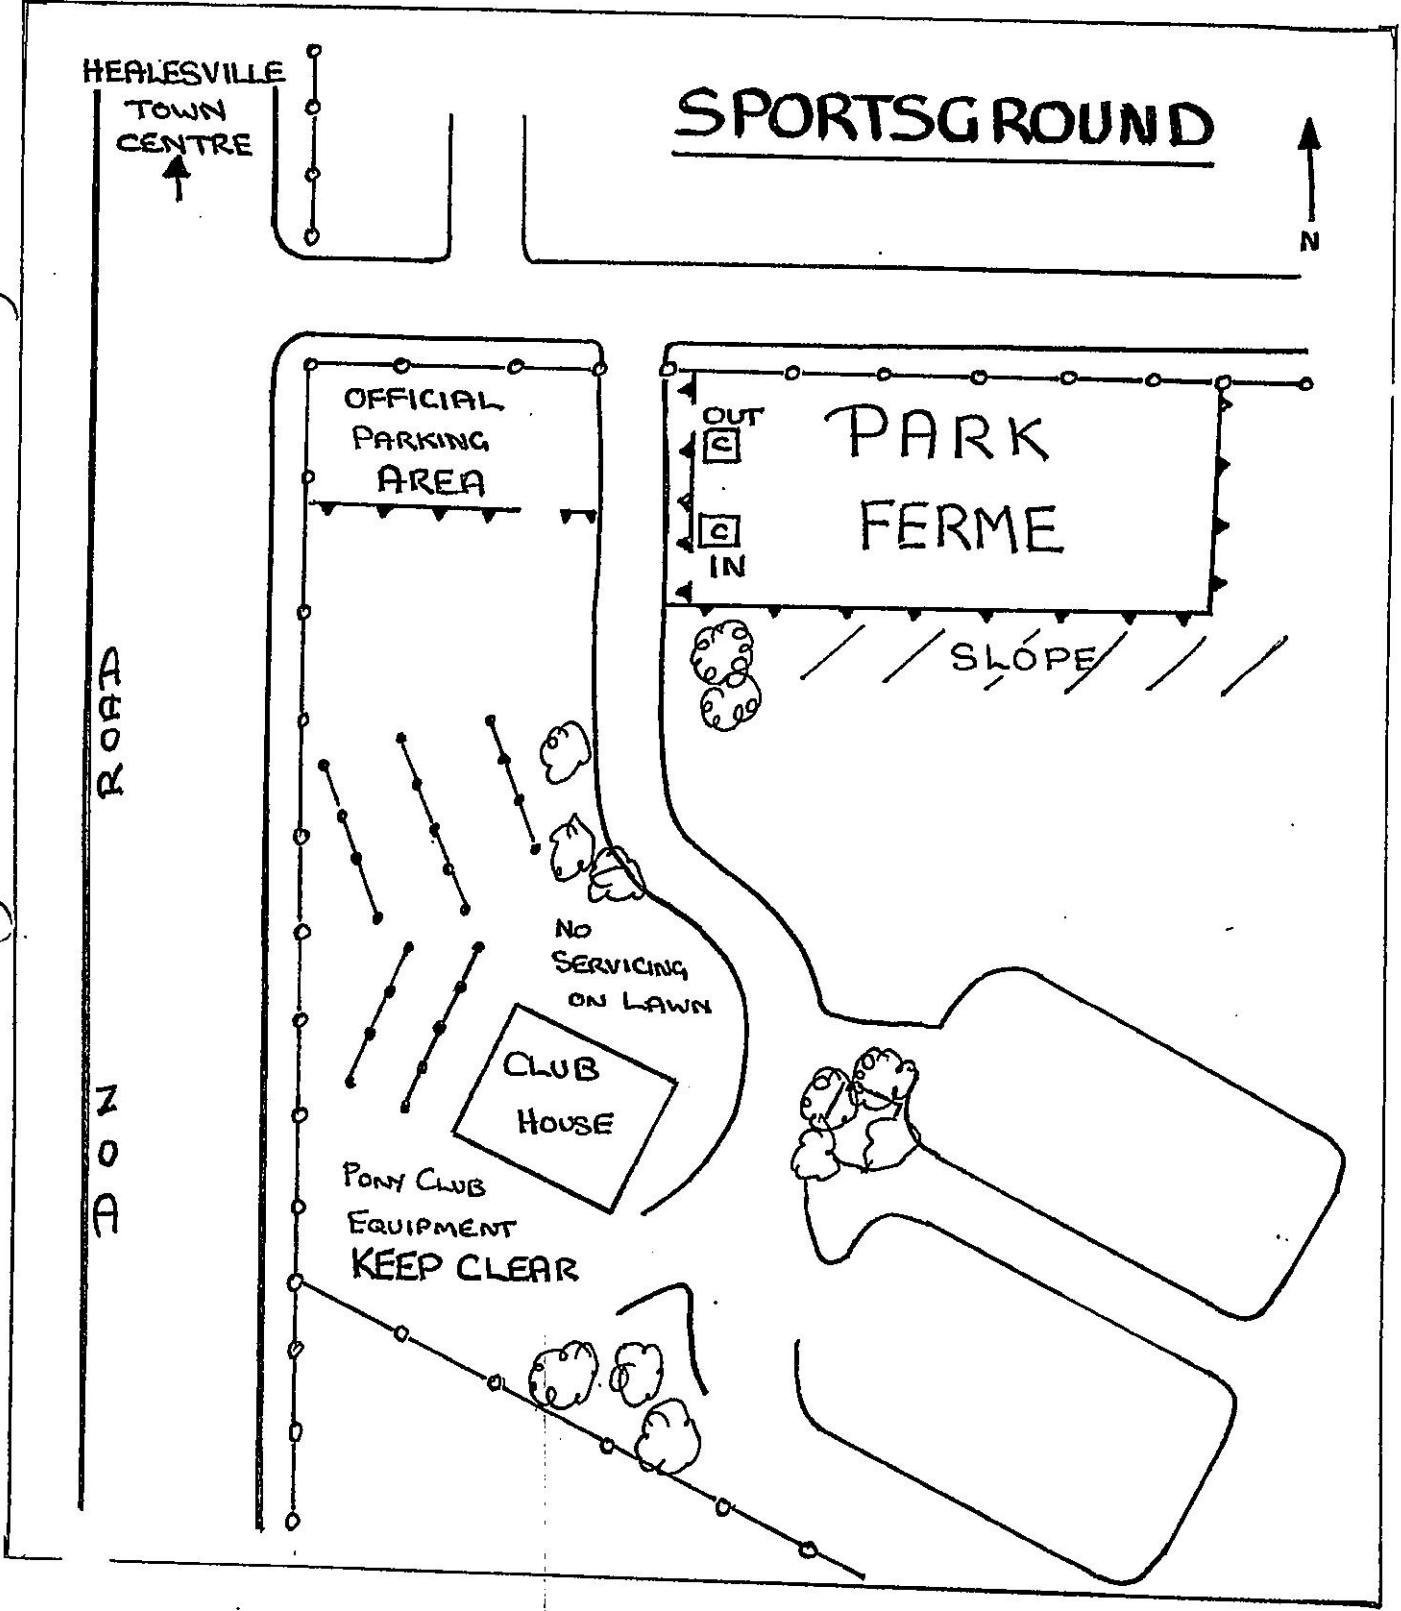 HEALESVILLE
TOWN
CENTRE
SPORTSGROUND
N
OFFICIAL
PARKING
AREA
OUT
C
C
IN
PARK
FERME
SLOPE
DON ROAD
NO
SERVICING
ON LAWN
CLUB
HOUSE
PONY CLUB
EQUIPMENT
KEEP CLEAR